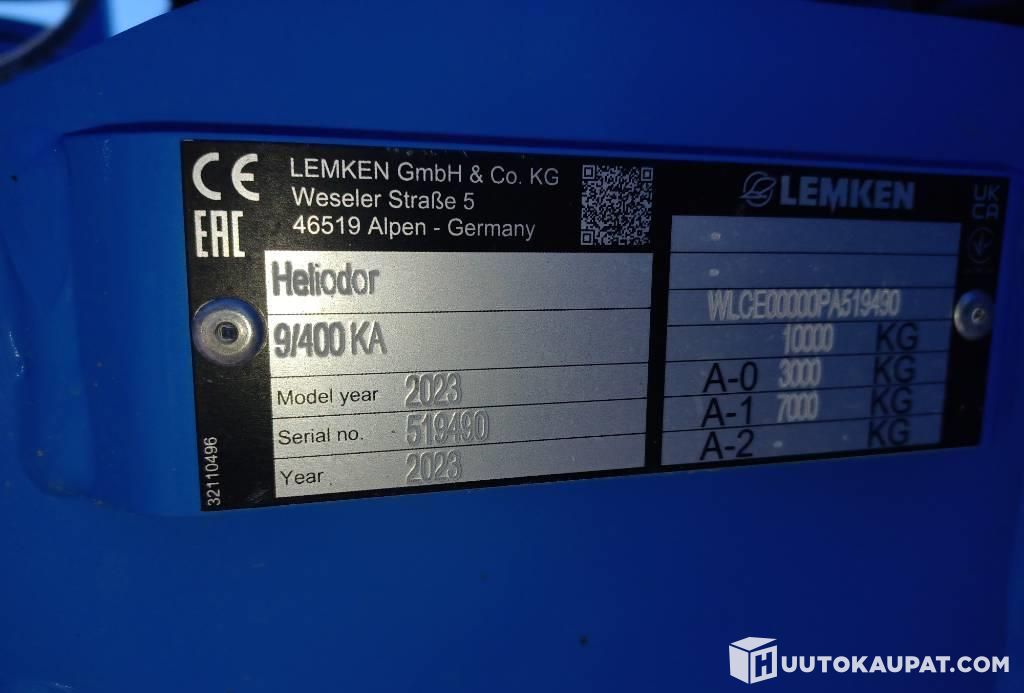 CE
EAC
LEMKEN GmbH & Co. KG
Weseler Straße 5
46519 Alpen - Germany
Heliodor
9/400 KA
Model year 2023
Serial no. 519490
Year 2023
32110496
LEMKEN
UK
CA
WLCE00000PA519490
10000 KG
A-0 3000 KG
A-1 7000 KG
A-2 KG
HUUTOKAUPAT.COM